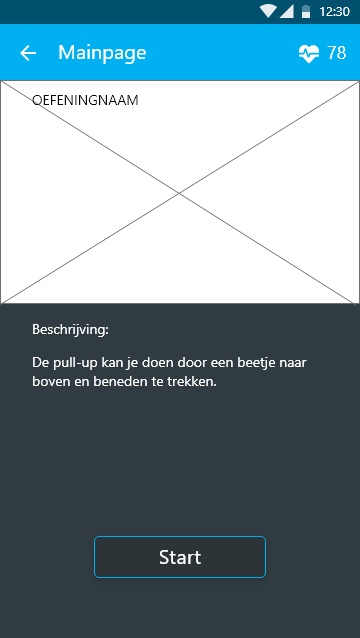 12:30
Mainpage
78
OEFENINGNAAM
Beschrijving:
De pull-up kan je doen door een beetje naar
boven en beneden te trekken.
Start